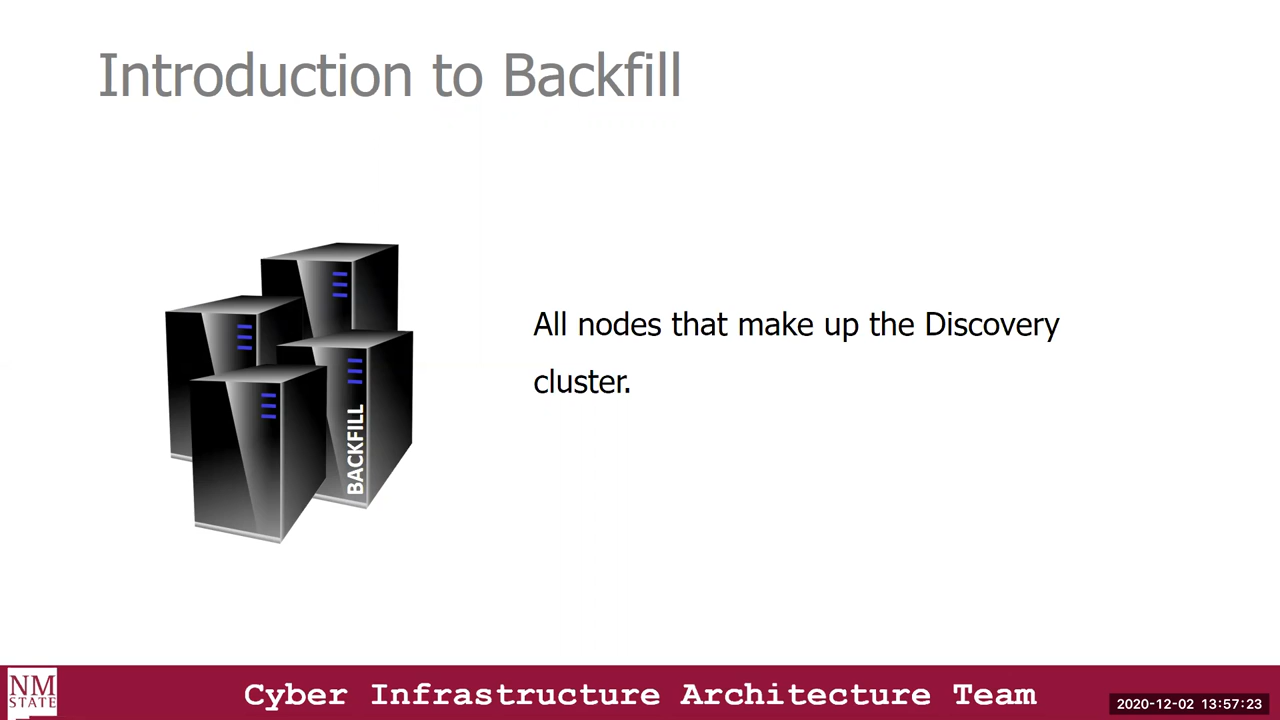 Introduction to Backfill
All nodes that make up the Discovery
cluster.
BACKFILL
NM
STATE
Cyber Infrastructure Architecture Team
2020-12-02 13:57:23